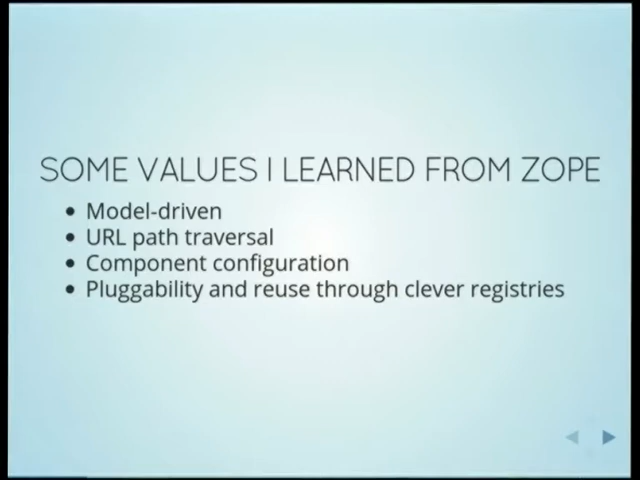 SOME VALUES I LEARNED FROM ZOPE
• Model-driven
• URL path traversal
• Component configuration
• Pluggability and reuse through clever registries